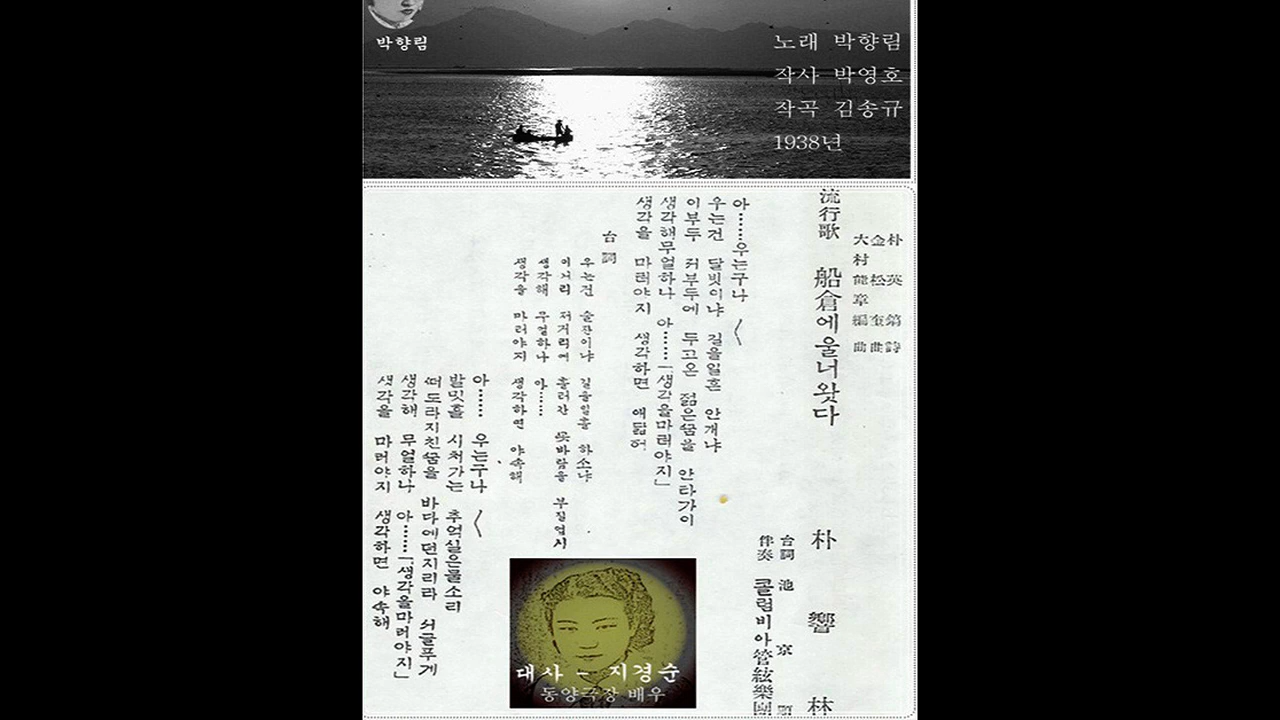 박향림
노래 박향림
작사 박영호
작곡 김송규
1938년
朴英鎬詩
金松奎作曲
大村能章編曲
流行歌 船倉에울너왓다
朴響林
台詞 池京順
伴奏 콜럼비아管絃樂團
아⋯⋯우는구나 〱
우는건 달빗이냐 길을일흔 안개냐
이부두 저부두에 두고온 젊은꿈을 안타가이
생각해무얼하나 아⋯⋯「생각을마러야지」
생각을 마러야지 생각하면 애닯허
台詞
우는건 술잔이냐 길을일흔 하소냐
이거리 저거리에 흘러간 꽃바람을 부질업시
생각해 무얼하나 아⋯⋯
생각을 마러야지 생각하면 야속해
아⋯⋯ 우는구나 〱
발밋흘 시처가는 추억실은물소리
떠도라지친꿈을 바다에던지리라 서글푸게
생각해 무얼하나 아⋯⋯「생각을마러야지」
생각을 마러야지 생각하면 야속해
대사 - 지경순
동양극장 배우